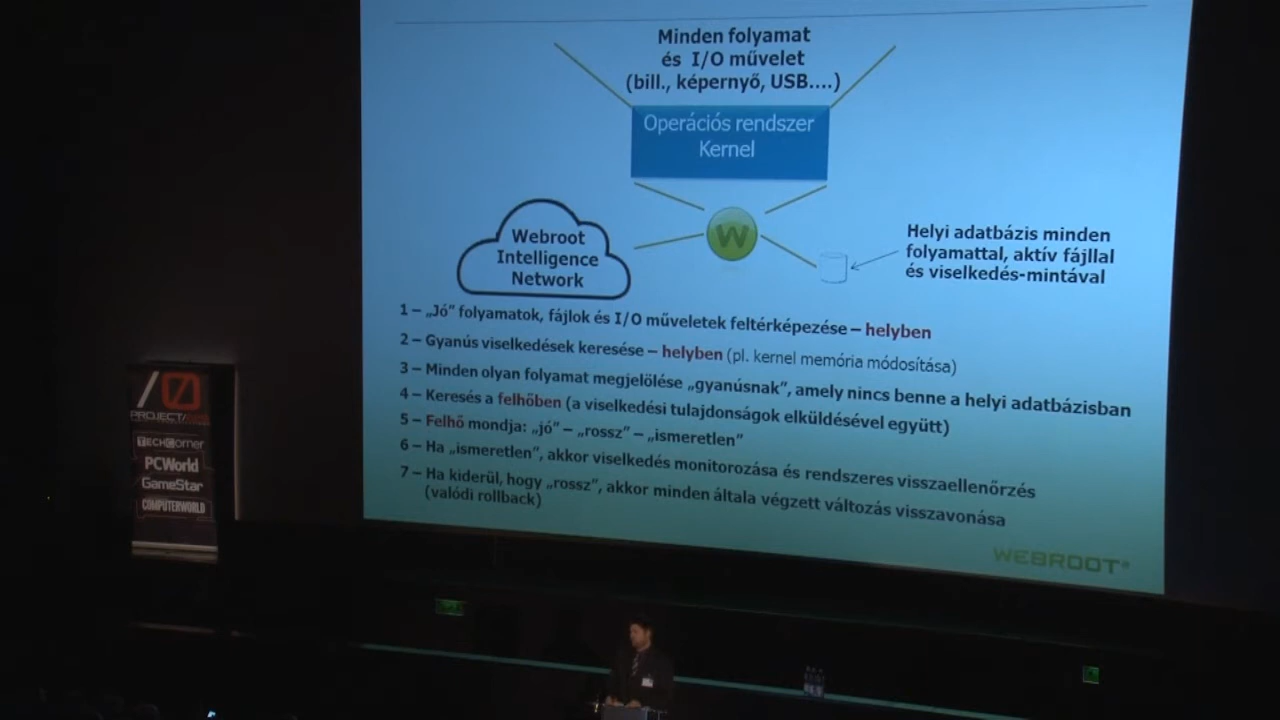 Minden folyamat
és I/O művelet
(bill., képernyő, USB....)
Operációs rendszer
Kernel
W
Webroot
Intelligence
Network
Helyi adatbázis minden
folyamattal, aktív fájllal
és viselkedés-mintával
1 – „Jó” folyamatok, fájlok és I/O műveletek feltérképezése – helyben
2 – Gyanús viselkedések keresése – helyben (pl. kernel memória módosítása)
3 – Minden olyan folyamat megjelölése „gyanúsnak”, amely nincs benne a helyi adatbázisban
4 – Keresés a felhőben (a viselkedési tulajdonságok elküldésével együtt)
5 – Felhő mondja: „jó” – „rossz” – „ismeretlen”
6 – Ha „ismeretlen”, akkor viselkedés monitorozása és rendszeres visszaellenőrzés
7 – Ha kiderül, hogy „rossz”, akkor minden általa végzett változás visszavonása
(valódi rollback)
WEBROOT®
/0
PROJECT/
TECHCorner
PCWorld
GameStar
COMPUTERWORLD